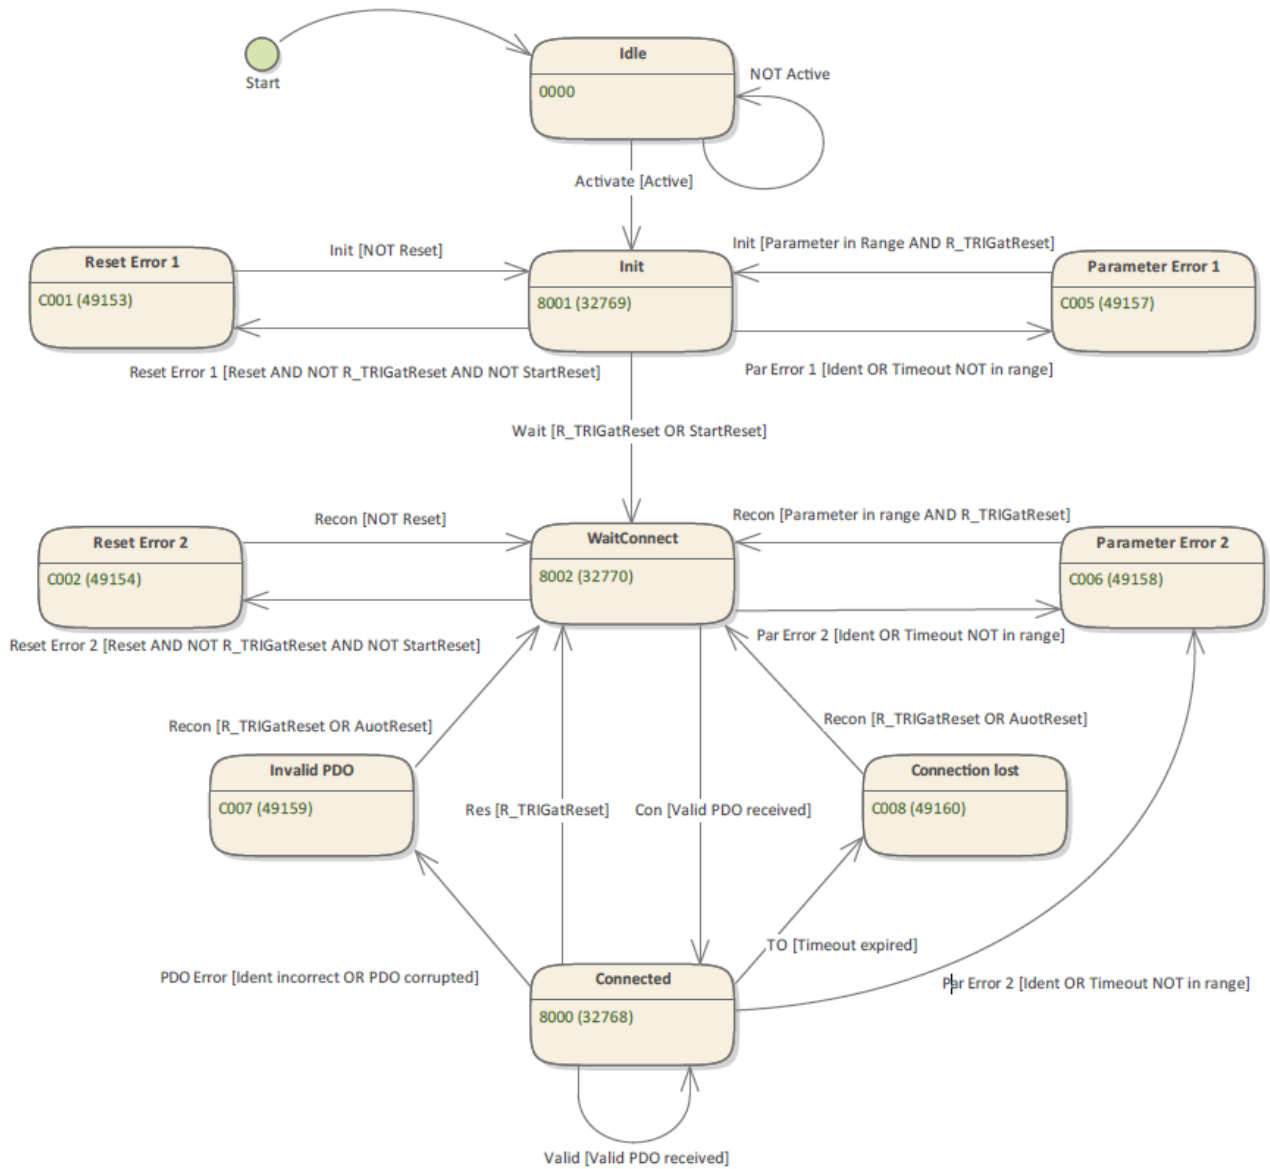 Idle
Start
NOT Active
0000
Activate [Active]
Init [NOT Reset]
Init [Parameter in Range AND R_TRIGatReset]
Reset Error 1
Init
Parameter Error 1
C001 (49153)
8001 (32769)
C005 (49157)
Reset Error 1 [Reset AND NOT R_TRIGatReset AND NOT StartReset]
Par Error 1 [Ident OR Timeout NOT in range]
Wait [R_TRIGatReset OR StartReset]
Recon [NOT Reset]
Recon [Parameter in range AND R_TRIGatReset]
Reset Error 2
WaitConnect
Parameter Error 2
C002 (49154)
8002 (32770)
C006 (49158)
Reset Error 2 [Reset AND NOT R_TRIGatReset AND NOT StartReset]
Par Error 2 [Ident OR Timeout NOT in range]
Recon [R_TRIGatReset OR AuotReset]
Recon [R_TRIGatReset OR AuotReset]
Invalid PDO
Connection lost
C007 (49159)
Res [R_TRIGatReset]
Con [Valid PDO received]
C008 (49160)
TO [Timeout expired]
PDO Error [Ident incorrect OR PDO corrupted]
Connected
Par Error 2 [Ident OR Timeout NOT in range]
8000 (32768)
Valid [Valid PDO received]